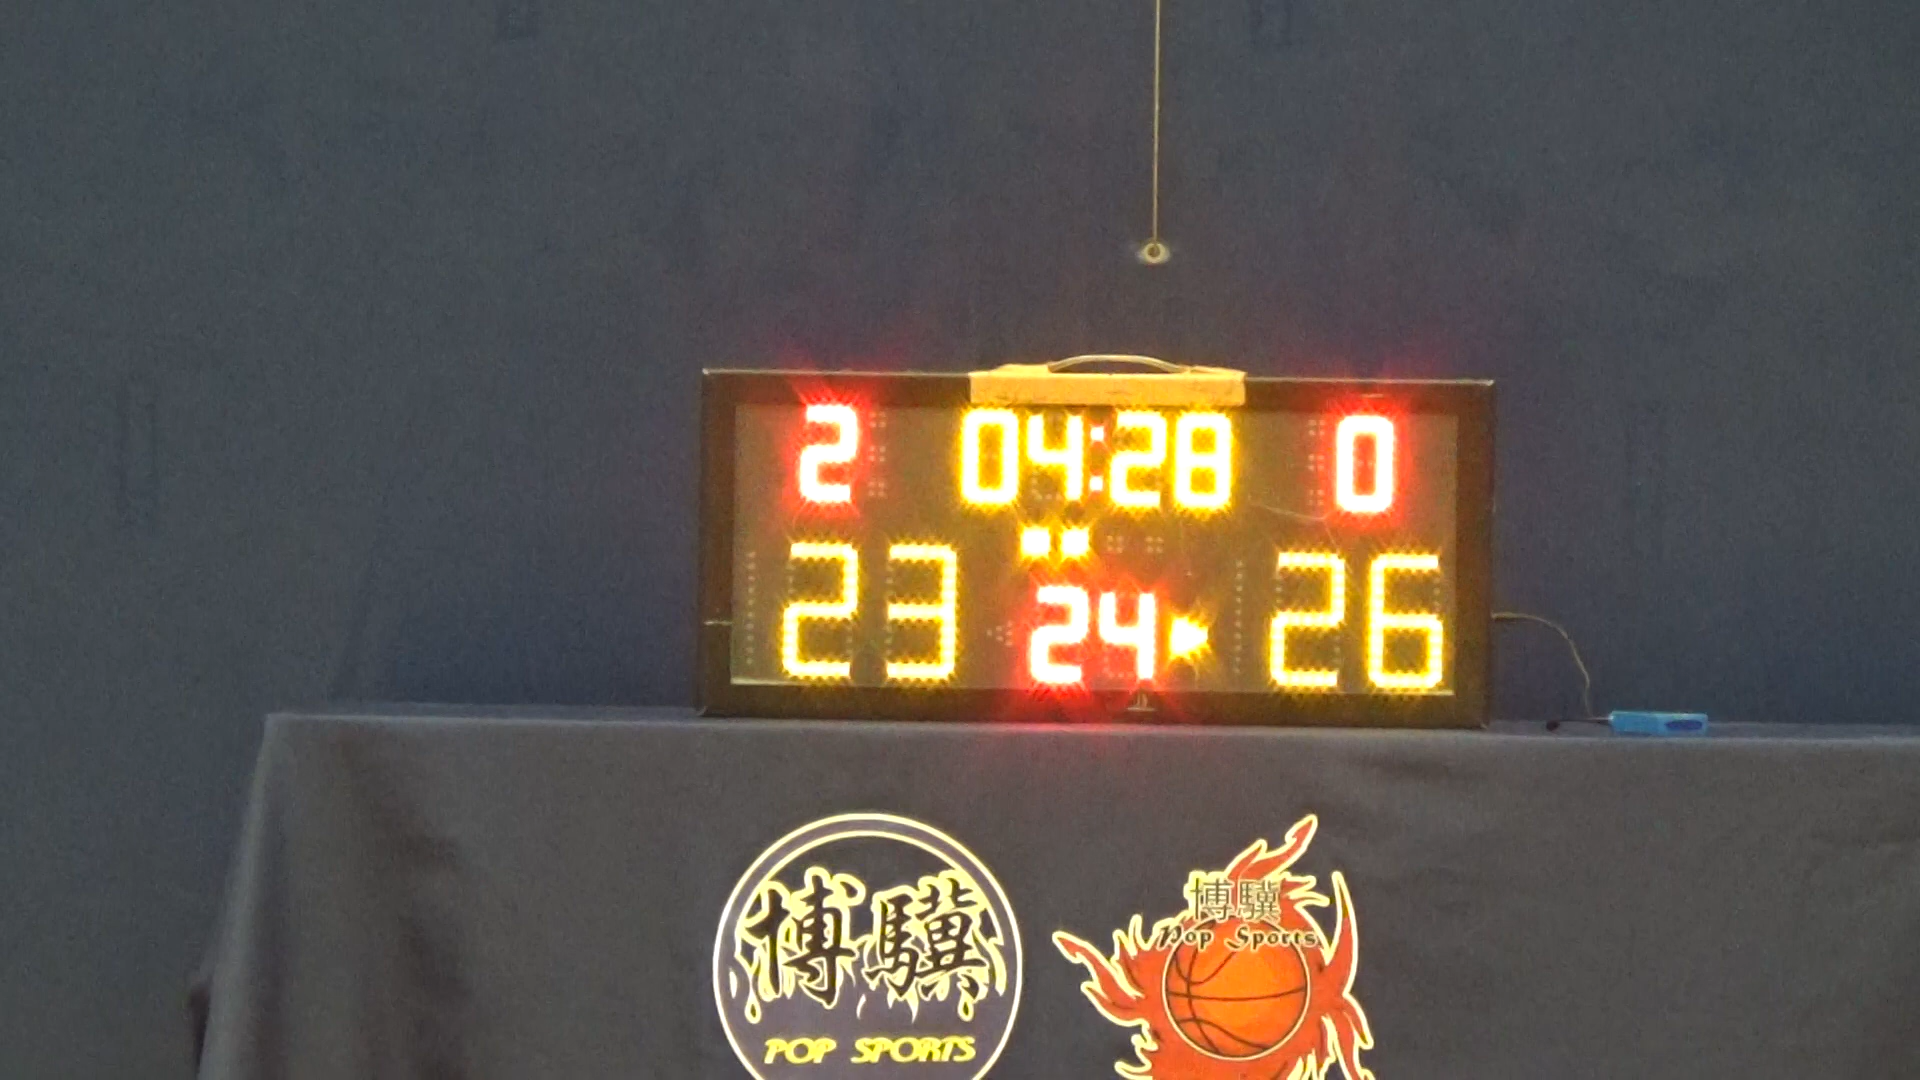 2 04:28 0
23 24 26
博驥
POP SPORTS
博驥
Pop Sports